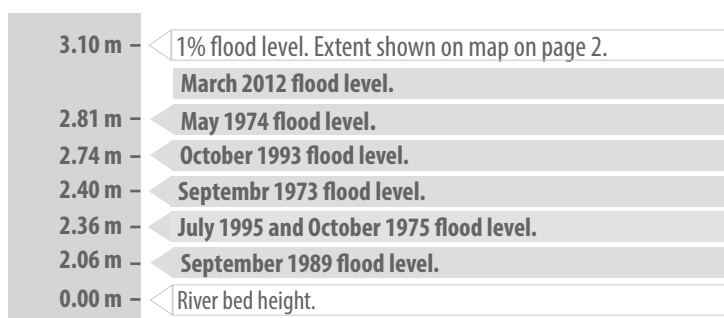 3.10 m – 1% flood level. Extent shown on map on page 2.
March 2012 flood level.
2.81 m – May 1974 flood level.
2.74 m – October 1993 flood level.
2.40 m – Septembr 1973 flood level.
2.36 m – July 1995 and October 1975 flood level.
2.06 m – September 1989 flood level.
0.00 m – River bed height.